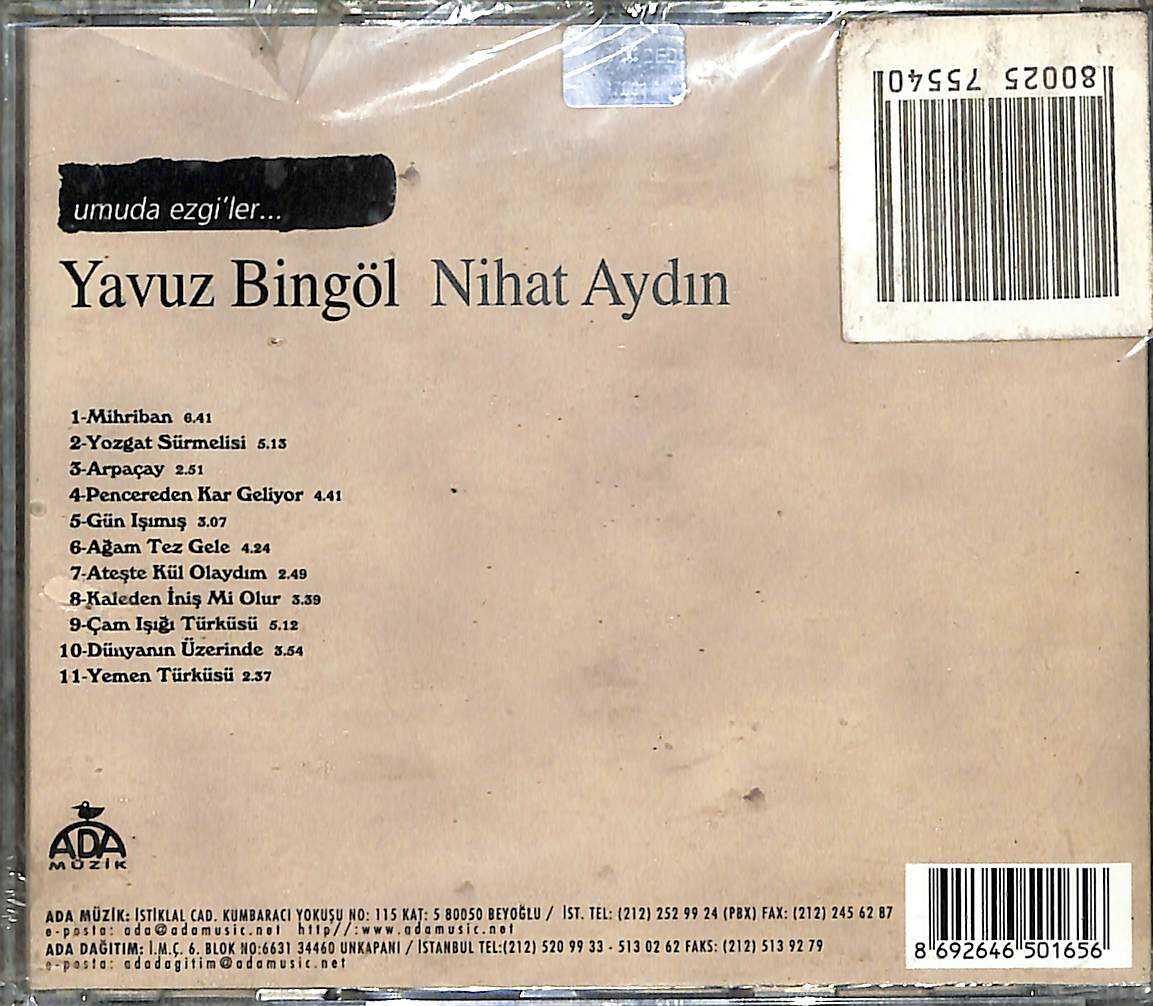 80025 75540
umuda ezgi'ler...
Yavuz Bingöl Nihat Aydın
1-Mihriban 6.41
2-Yozgat Sürmelisi 5.13
3-Arpaçay 2.51
4-Pencereden Kar Geliyor 4.41
5-Gün Işımış 3.07
6-Ağam Tez Gele 4.24
7-Ateşte Kül Olaydım 2.49
8-Kaleden İniş Mi Olur 3.39
9-Çam Işığı Türküsü 5.12
10-Dünyanın Üzerinde 3.54
11-Yemen Türküsü 2.37
ADA
MÜZİK
ADA MÜZİK: İSTİKLAL CAD. KUMBARACI YOKUŞU NO: 115 KAT: 5 80050 BEYOĞLU / İST. TEL: (212) 252 99 24 (PBX) FAX: (212) 245 62 87
e-posta: ada@adamusic.net http//:www.adamusic.net
ADA DAĞITIM: İ.M.Ç. 6. BLOK NO:6631 34460 UNKAPANI / İSTANBUL TEL:(212) 520 99 33 - 513 02 62 FAKS: (212) 513 92 79
e-posta: adadagitim@adamusic.net
8 692646 501656